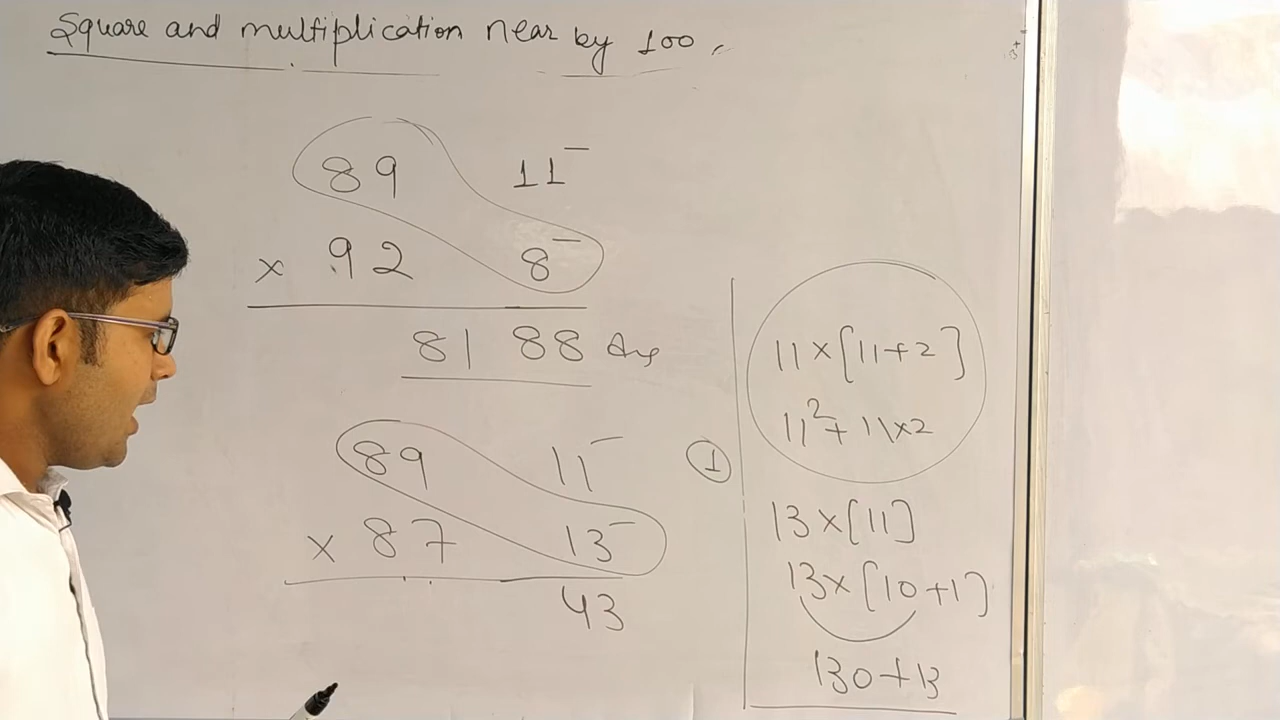 Square and multiplication near by 100.
89 11⁻
× 92 8⁻
81 88 Ans
89 11⁻
× 87 13⁻
43
①
11×[11+2]
11²+11×2
13×[11]
13×[10+1]
130+13